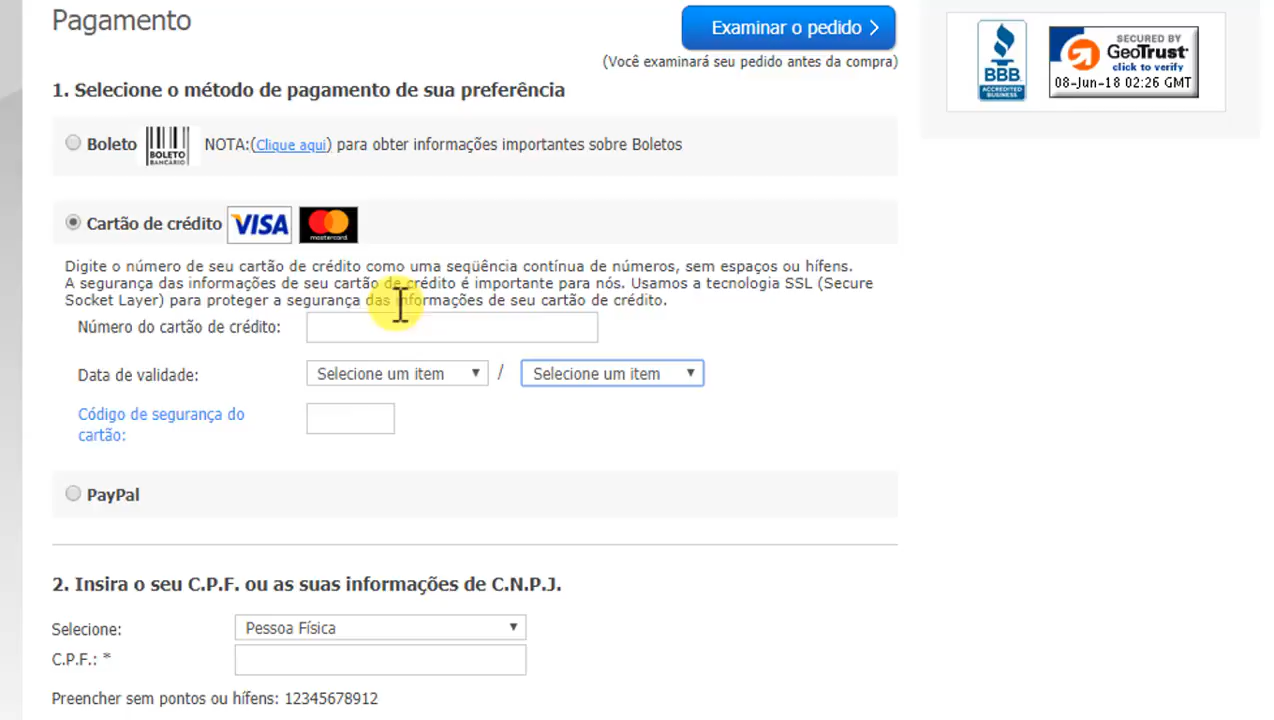 Pagamento
Examinar o pedido
(Você examinará seu pedido antes da compra)
BBB
ACCREDITED BUSINESS
SECURED BY
GeoTrust
click to verify
08-Jun-18 02:26 GMT
1. Selecione o método de pagamento de sua preferência
Boleto BOLETO BANCÁRIO NOTA:(Clique aqui) para obter informações importantes sobre Boletos
Cartão de crédito VISA mastercard
Digite o número de seu cartão de crédito como uma seqüência contínua de números, sem espaços ou hífens.
A segurança das informações de seu cartão de crédito é importante para nós. Usamos a tecnologia SSL (Secure
Socket Layer) para proteger a segurança das informações de seu cartão de crédito.
Número do cartão de crédito:
Data de validade: Selecione um item / Selecione um item
Código de segurança do
cartão:
PayPal
2. Insira o seu C.P.F. ou as suas informações de C.N.P.J.
Selecione: Pessoa Física
C.P.F.: *
Preencher sem pontos ou hífens: 12345678912